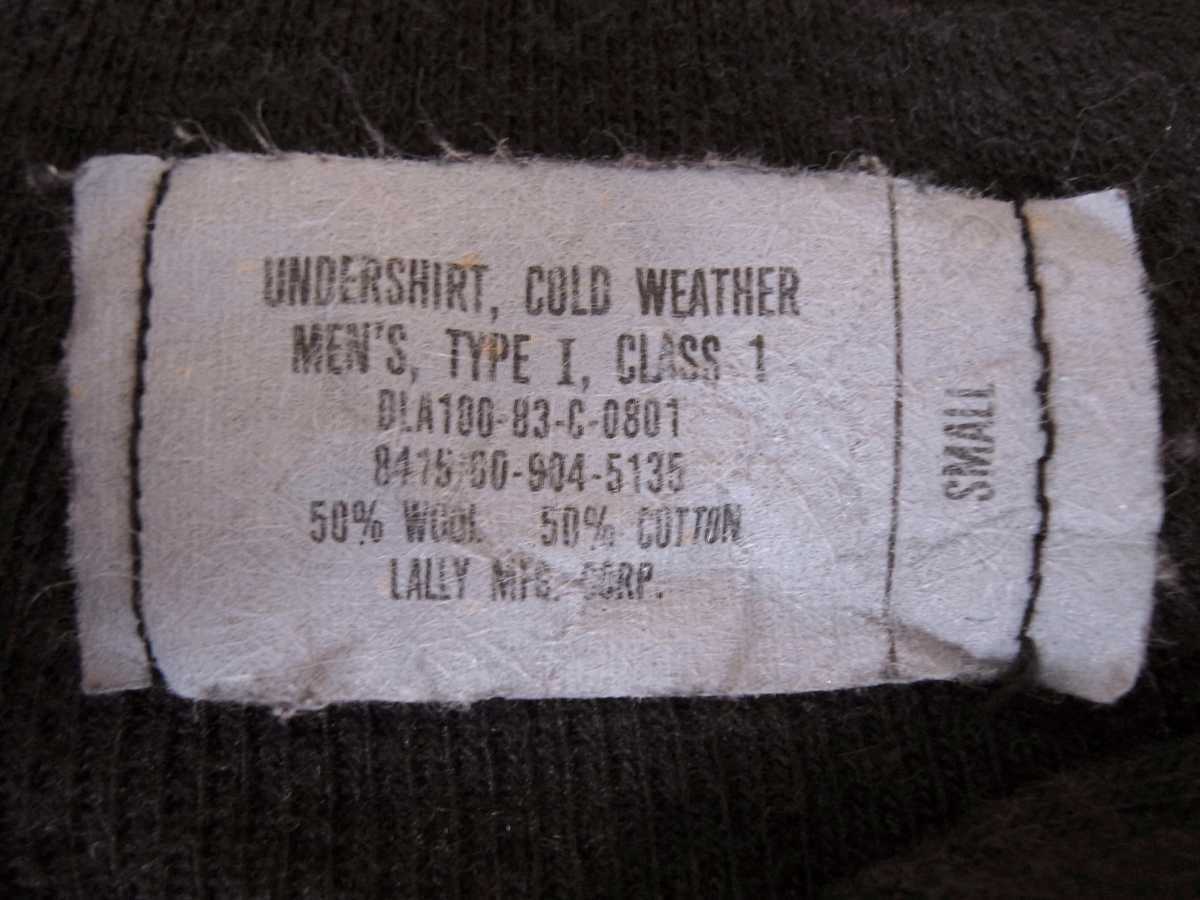 UNDERSHIRT, COLD WEATHER
MEN'S, TYPE I, CLASS 1
DLA100-83-C-0801
8415-00-904-5135
50% WOOL 50% COTTON
LALLY MFG. CORP.
SMALL